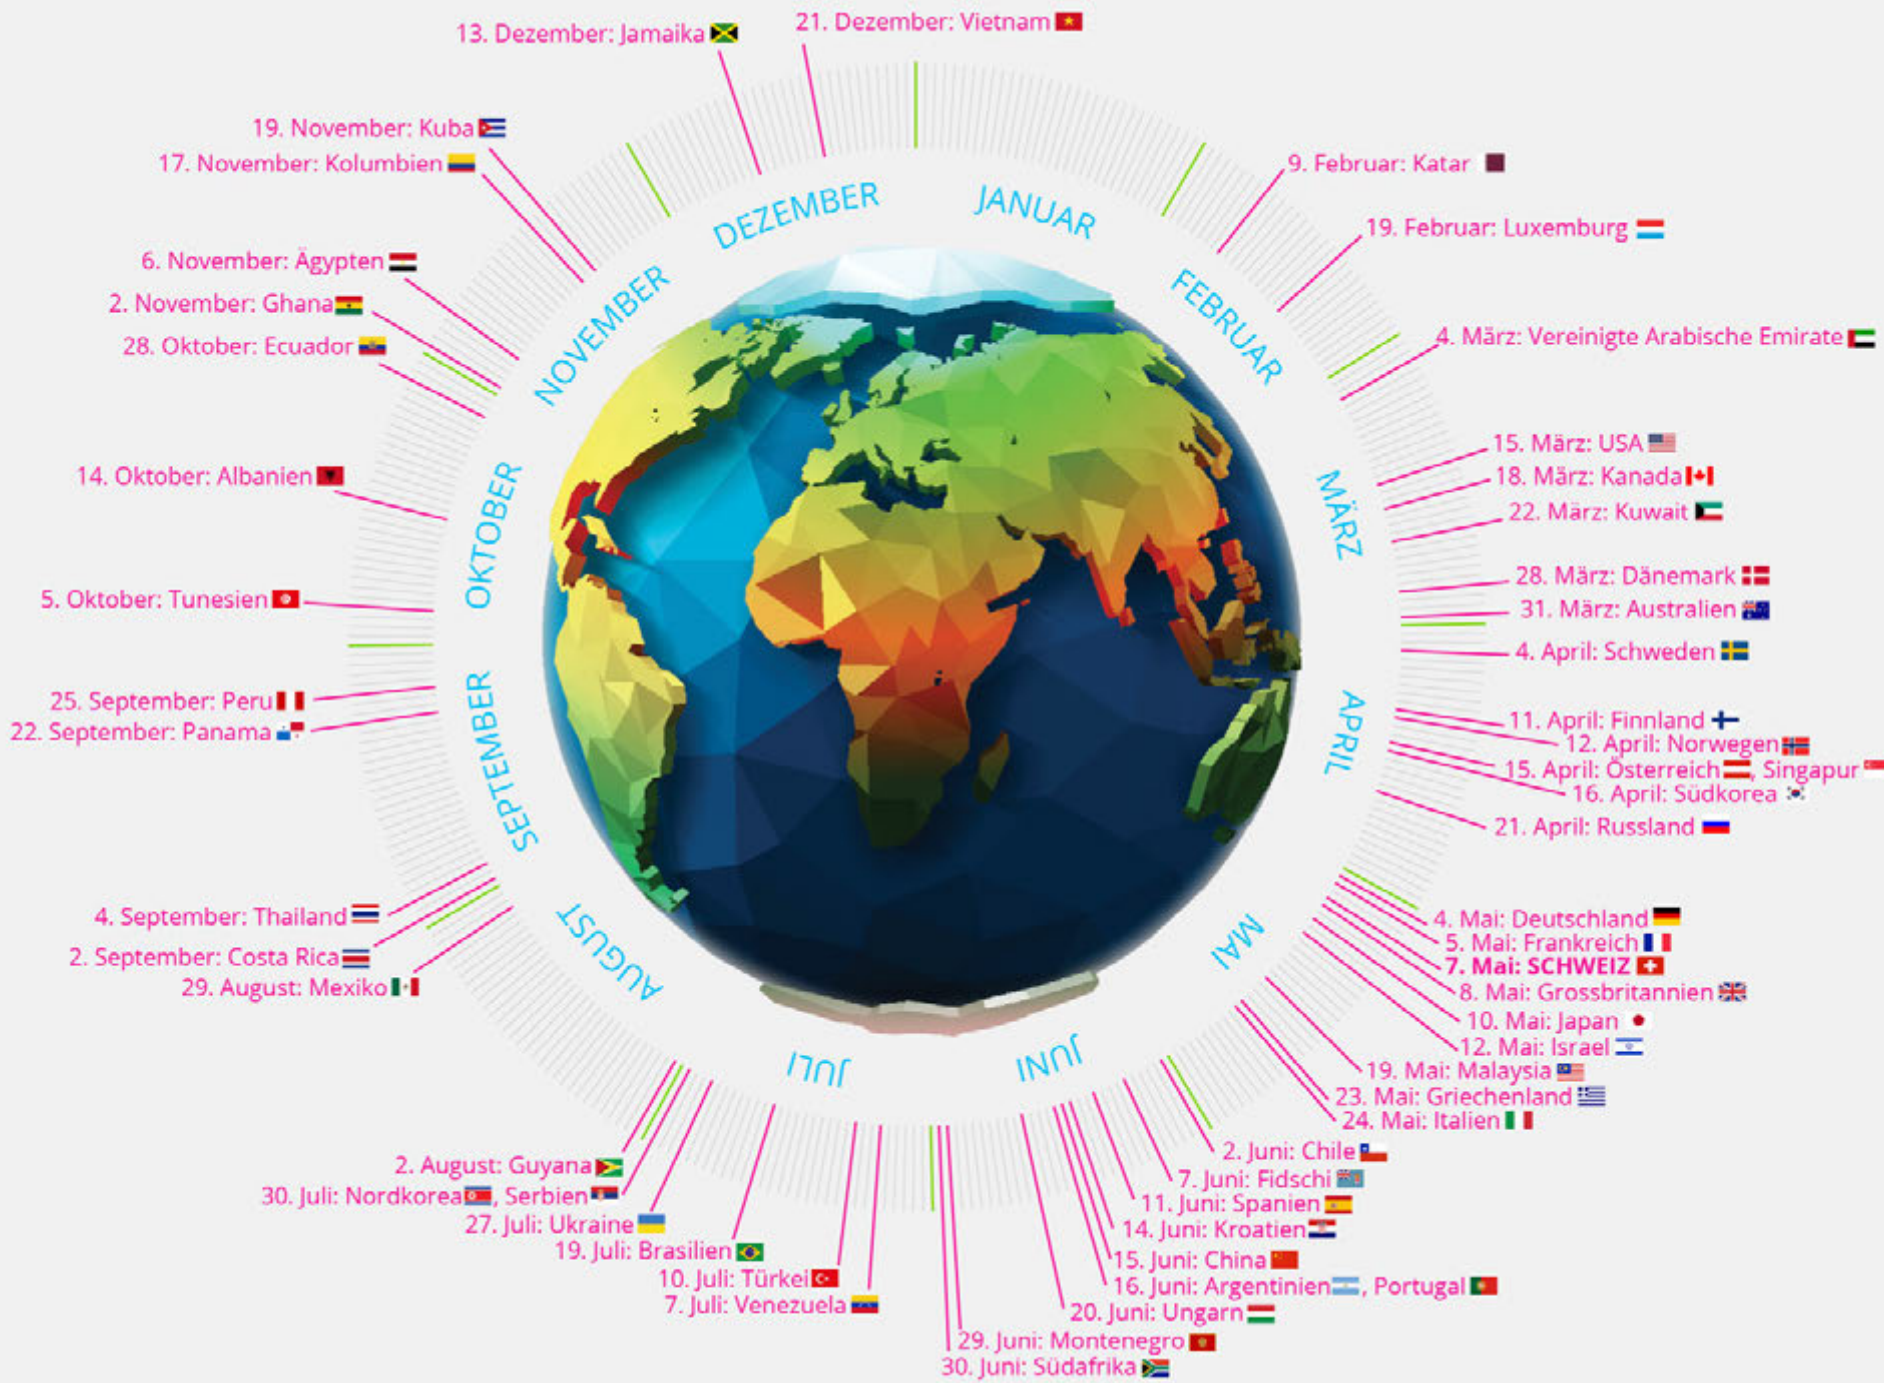 13. Dezember: Jamaika
21. Dezember: Vietnam
19. November: Kuba
17. November: Kolumbien
6. November: Ägypten
2. November: Ghana
28. Oktober: Ecuador
14. Oktober: Albanien
5. Oktober: Tunesien
25. September: Peru
22. September: Panama
4. September: Thailand
2. September: Costa Rica
29. August: Mexiko
2. August: Guyana
30. Juli: Nordkorea, Serbien
27. Juli: Ukraine
19. Juli: Brasilien
10. Juli: Türkei
7. Juli: Venezuela
9. Februar: Katar
19. Februar: Luxemburg
4. März: Vereinigte Arabische Emirate
15. März: USA
18. März: Kanada
22. März: Kuwait
28. März: Dänemark
31. März: Australien
4. April: Schweden
11. April: Finnland
12. April: Norwegen
15. April: Österreich, Singapur
16. April: Südkorea
21. April: Russland
4. Mai: Deutschland
5. Mai: Frankreich
7. Mai: SCHWEIZ
8. Mai: Grossbritannien
10. Mai: Japan
12. Mai: Israel
19. Mai: Malaysia
23. Mai: Griechenland
24. Mai: Italien
2. Juni: Chile
7. Juni: Fidschi
11. Juni: Spanien
14. Juni: Kroatien
15. Juni: China
16. Juni: Argentinien, Portugal
20. Juni: Ungarn
29. Juni: Montenegro
30. Juni: Südafrika
JANUAR
FEBRUAR
MÄRZ
APRIL
MAI
JUNI
JULI
AUGUST
SEPTEMBER
OKTOBER
NOVEMBER
DEZEMBER